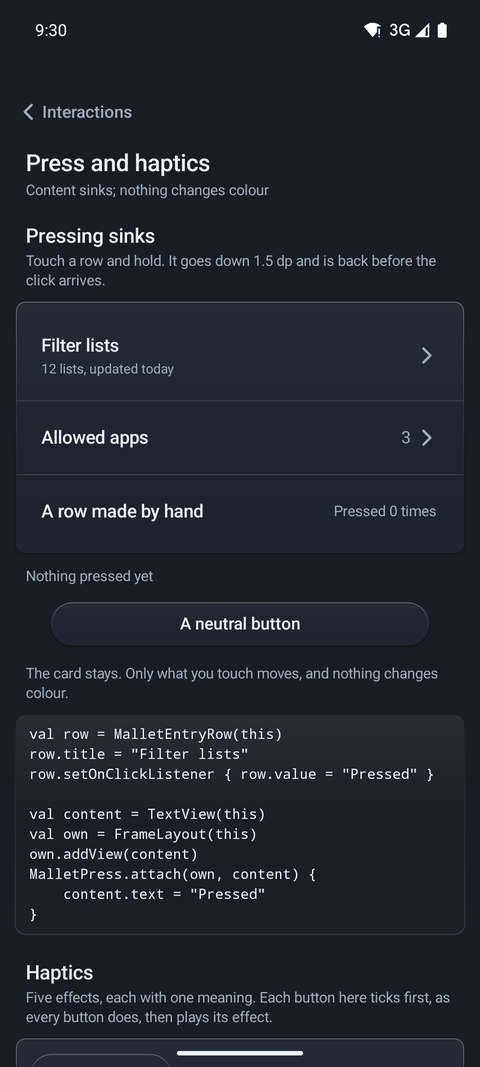 9:30
3G
Interactions
Press and haptics
Content sinks; nothing changes colour
Pressing sinks
Touch a row and hold. It goes down 1.5 dp and is back before the
click arrives.
Filter lists
12 lists, updated today
Allowed apps
3
A row made by hand
Pressed 0 times
Nothing pressed yet
A neutral button
The card stays. Only what you touch moves, and nothing changes
colour.
val row = MalletEntryRow(this)
row.title = "Filter lists"
row.setOnClickListener { row.value = "Pressed" }
val content = TextView(this)
val own = FrameLayout(this)
own.addView(content)
MalletPress.attach(own, content) {
    content.text = "Pressed"
}
Haptics
Five effects, each with one meaning. Each button here ticks first, as
every button does, then plays its effect.